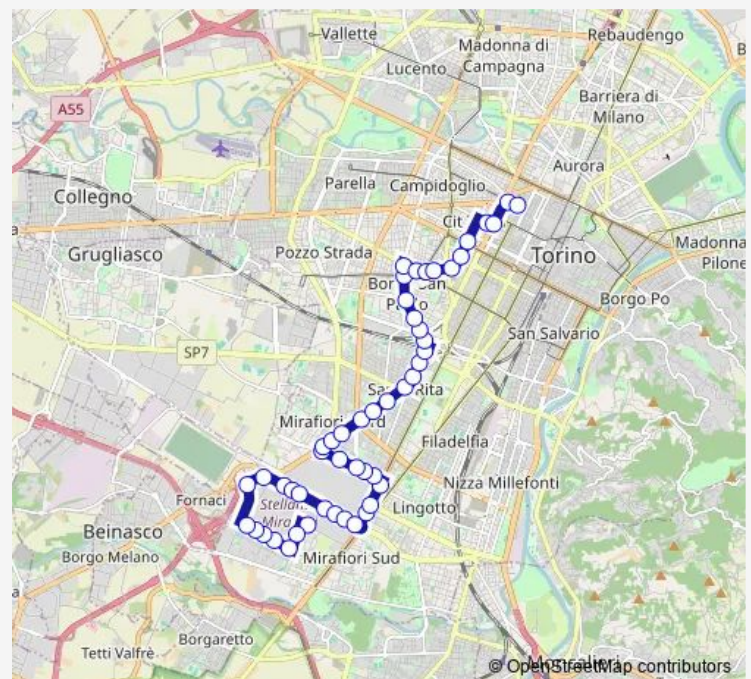 Vallette
Rebaudengo
Madonna di
Campagna
Lucento
B
A55
Barriera di
Milano
Aurora
Parella
Campidoglio
Collegno
Cit
a
Grugliasco
Pozzo Strada
Torino
Madonna
Pilone
Borgo Po
San Salvario
SP7
Rita
Mirafiori
Filadelfia
Nizza Millefonti
Fornaci
Lingotto
Beinasco
Borgo Melano
Mirafiori Sud
a
Borgaretto
Tetti Valfrè
© OpenStreetMap contributors